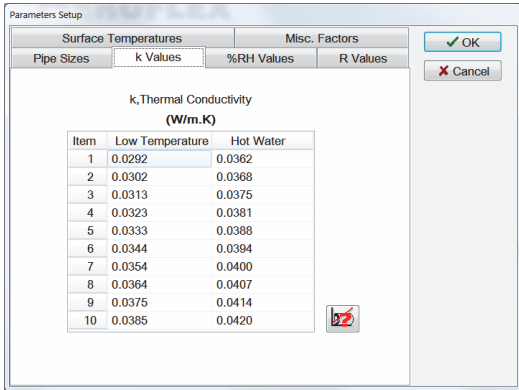 Parameters Setup
Surface Temperatures Misc. Factors
Pipe Sizes k Values %RH Values R Values
OK
Cancel
k,Thermal Conductivity
(W/m.K)
Item Low Temperature Hot Water
1 0.0292 0.0362
2 0.0302 0.0368
3 0.0313 0.0375
4 0.0323 0.0381
5 0.0333 0.0388
6 0.0344 0.0394
7 0.0354 0.0400
8 0.0364 0.0407
9 0.0375 0.0414
10 0.0385 0.0420